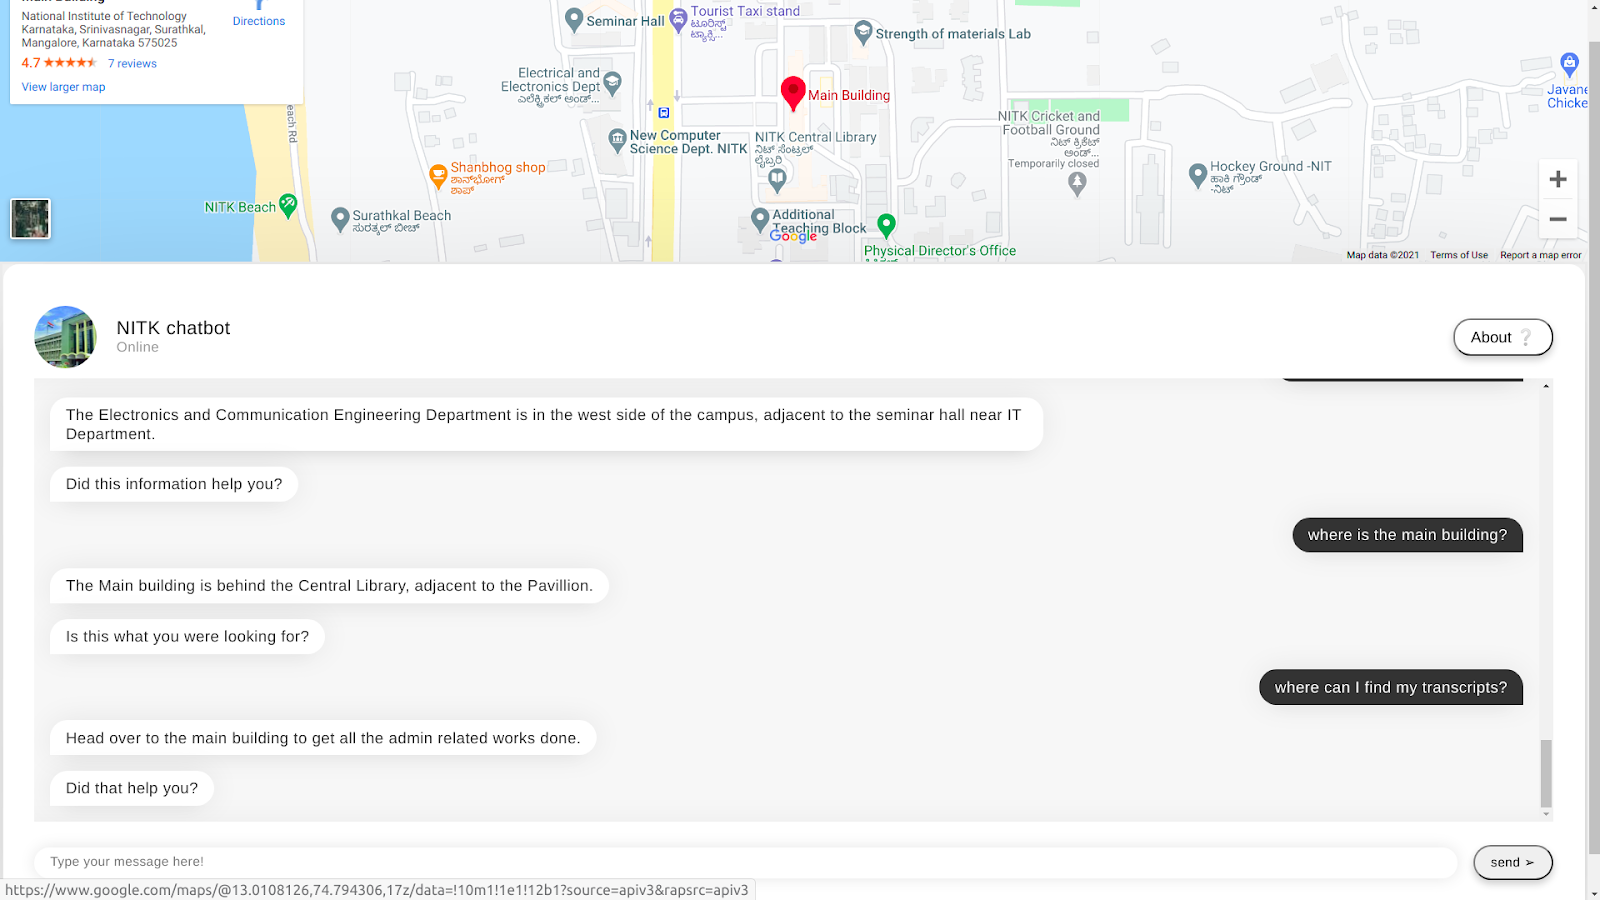 Main Building
National Institute of Technology
Karnataka, Srinivasnagar, Surathkal,
Mangalore, Karnataka 575025
4.7
7 reviews
View larger map
Directions
Seminar Hall
Tourist Taxi stand
ಟೂರಿಸ್ಟ್
ಟ್ಯಾಕ್ಸಿ...
Strength of materials Lab
Electrical and
Electronics Dept
ಎಲೆಕ್ಟ್ರಿಕಲ್ ಅಂಡ್...
Main Building
Javane
Chicke
each Rd
New Computer
Science Dept. NITK
NITK Central Library
ನಿಟ್ ಸೆಂಟ್ರಲ್
ಲೈಬ್ರರಿ
NITK Cricket and
Football Ground
ನಿಟ್ ಕ್ರಿಕೆಟ್
ಅಂಡ್...
Temporarily closed
Shanbhog shop
ಶಾನ್‌ಭೋಗ್
ಶಾಪ್
Hockey Ground -NIT
ಹಾಕಿ ಗ್ರೌಂಡ್
-ನಿಟ್
NITK Beach
Surathkal Beach
ಸುರತ್ಕಲ್ ಬೀಚ್
Additional
Teaching Block
Google
Physical Director's Office
Map data ©2021
Terms of Use
Report a map error
NITK chatbot
Online
About ❔
The Electronics and Communication Engineering Department is in the west side of the campus, adjacent to the seminar hall near IT
Department.
Did this information help you?
where is the main building?
The Main building is behind the Central Library, adjacent to the Pavillion.
Is this what you were looking for?
where can I find my transcripts?
Head over to the main building to get all the admin related works done.
Did that help you?
Type your message here!
send ➢
https://www.google.com/maps/@13.0108126,74.794306,17z/data=!10m1!1e1!12b1?source=apiv3&rapsrc=apiv3